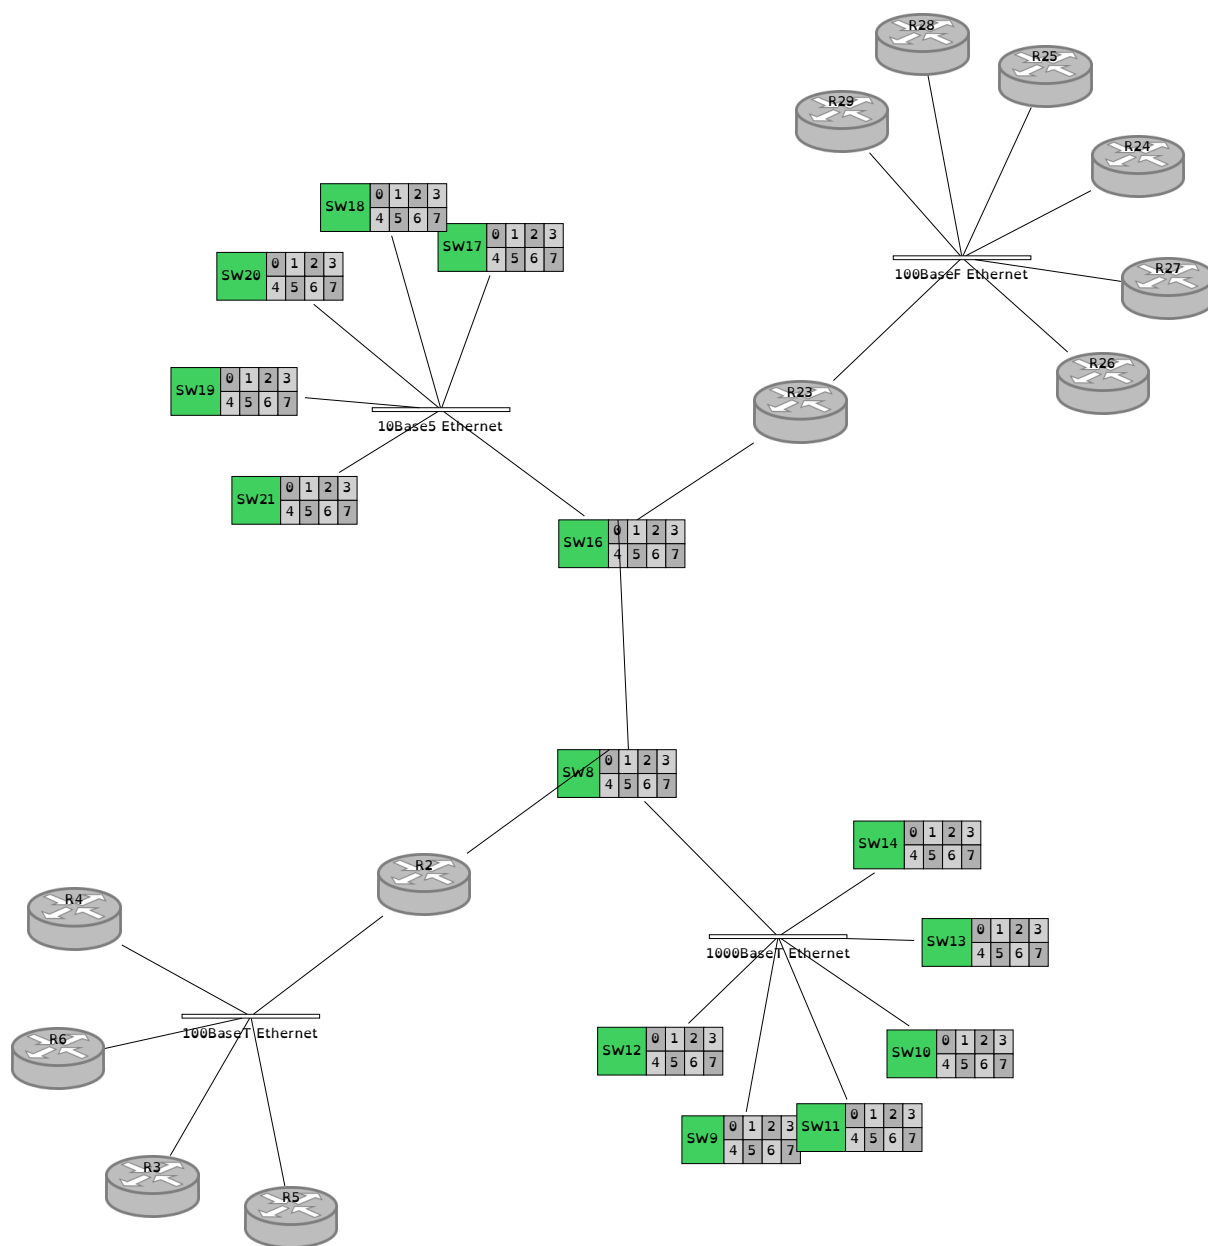 R28
R25
R29
R24
SW18 0 1 2 3
4 5 6 7
SW17 0 1 2 3
4 5 6 7
SW20 0 1 2 3
4 5 6 7
R27
100BaseF Ethernet
R26
SW19 0 1 2 3
4 5 6 7
R23
10Base5 Ethernet
SW21 0 1 2 3
4 5 6 7
SW16 0 1 2 3
4 5 6 7
SW8 0 1 2 3
4 5 6 7
SW14 0 1 2 3
4 5 6 7
R2
R4
SW13 0 1 2 3
4 5 6 7
1000BaseT Ethernet
100BaseT Ethernet
R6
SW12 0 1 2 3
4 5 6 7
SW10 0 1 2 3
4 5 6 7
SW9 0 1 2 3
4 5 6 7
SW11 0 1 2 3
4 5 6 7
R3
R5